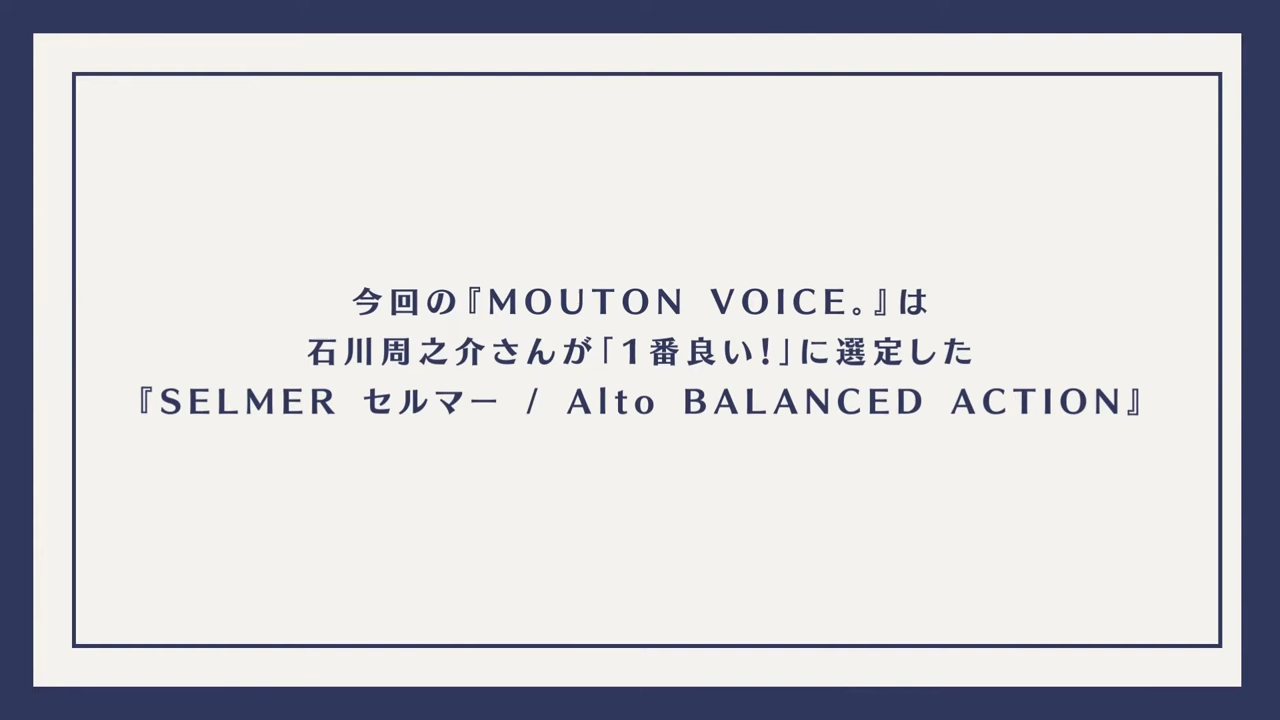 今回の『MOUTON VOICE。』は
石川周之介さんが「1番良い!」に選定した
『SELMER セルマー / Alto BALANCED ACTION』